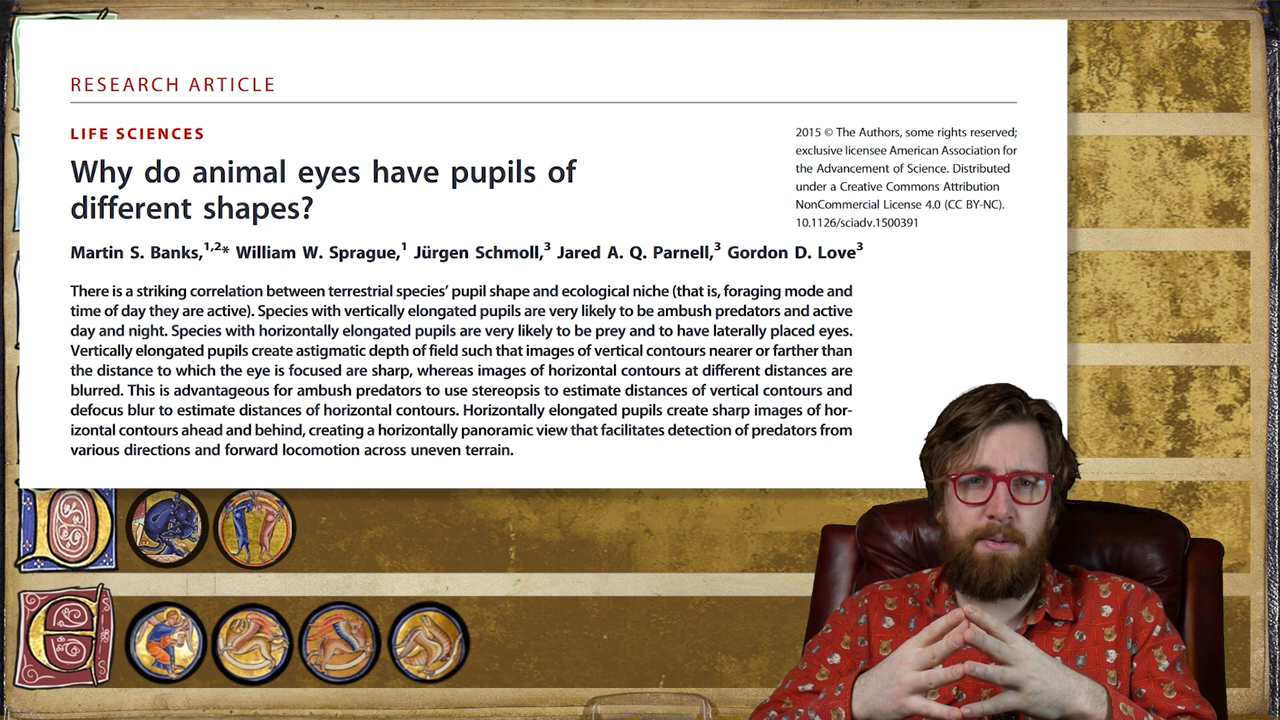 RESEARCH ARTICLE
LIFE SCIENCES
Why do animal eyes have pupils of
different shapes?
Martin S. Banks,1,2* William W. Sprague,1 Jürgen Schmoll,3 Jared A. Q. Parnell,3 Gordon D. Love3
2015 © The Authors, some rights reserved;
exclusive licensee American Association for
the Advancement of Science. Distributed
under a Creative Commons Attribution
NonCommercial License 4.0 (CC BY-NC).
10.1126/sciadv.1500391
There is a striking correlation between terrestrial species' pupil shape and ecological niche (that is, foraging mode and
time of day they are active). Species with vertically elongated pupils are very likely to be ambush predators and active
day and night. Species with horizontally elongated pupils are very likely to be prey and to have laterally placed eyes.
Vertically elongated pupils create astigmatic depth of field such that images of vertical contours nearer or farther than
the distance to which the eye is focused are sharp, whereas images of horizontal contours at different distances are
blurred. This is advantageous for ambush predators to use stereopsis to estimate distances of vertical contours and
defocus blur to estimate distances of horizontal contours. Horizontally elongated pupils create sharp images of hor-
izontal contours ahead and behind, creating a horizontally panoramic view that facilitates detection of predators from
various directions and forward locomotion across uneven terrain.
D
E